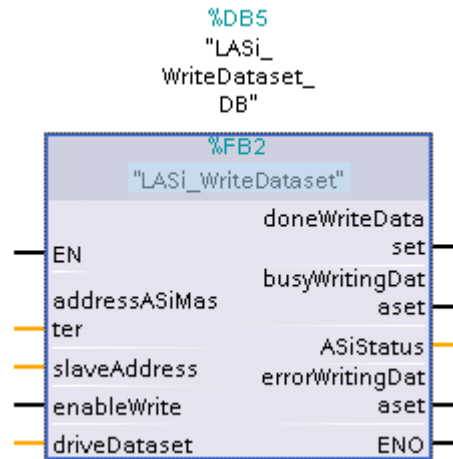 %DB5
"LASi_
WriteDataset_
DB"
%FB2
"LASi_WriteDataset"
doneWriteData
set
EN
busyWritingDat
aset
addressASiMas
ter
ASiStatus
slaveAddress
errorWritingDat
aset
enableWrite
driveDataset
ENO